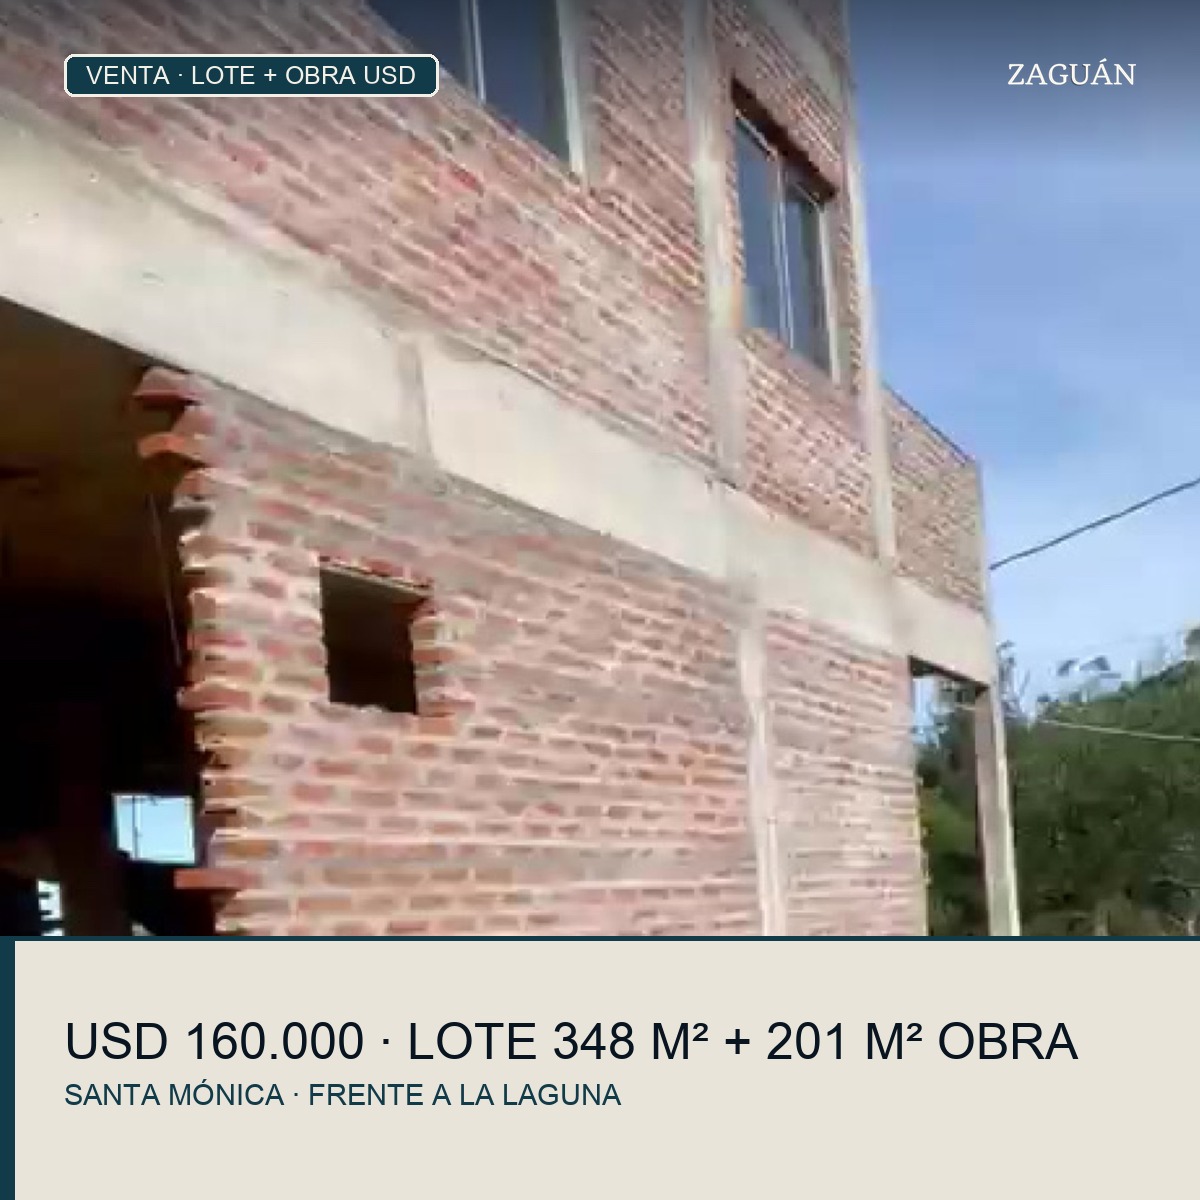 VENTA · LOTE + OBRA USD
ZAGUÁN
USD 160.000 · LOTE 348 M² + 201 M² OBRA
SANTA MÓNICA · FRENTE A LA LAGUNA